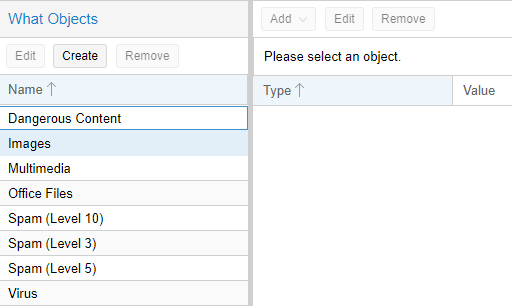 What Objects
Edit Create Remove
Name
Dangerous Content
Images
Multimedia
Office Files
Spam (Level 10)
Spam (Level 3)
Spam (Level 5)
Virus
Add Edit Remove
Please select an object.
Type Value